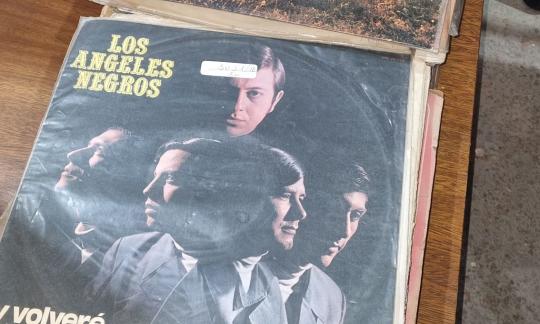 LOS
ANGELES
NEGROS
y volveré